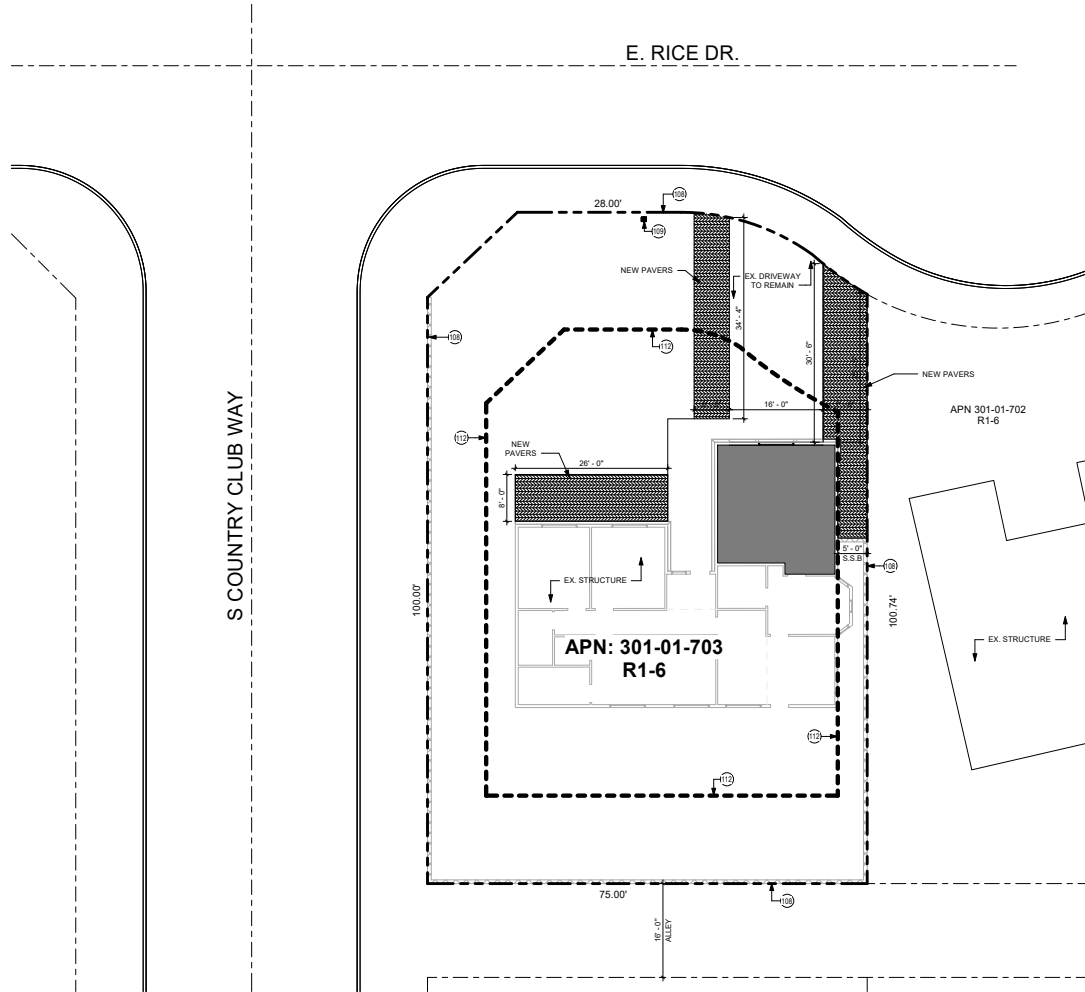 E. RICE DR.
108
28.00'
109
NEW PAVERS
EX. DRIVEWAY
TO REMAIN
34' - 4"
30' - 6"
108
112
NEW PAVERS
16' - 0"
APN 301-01-702
R1-6
112
NEW
PAVERS
26' - 0"
8' - 0"
S COUNTRY CLUB WAY
5' - 0"
S.S.B
108
EX. STRUCTURE
100.00'
100.74'
EX. STRUCTURE
APN: 301-01-703
R1-6
112
112
75.00'
108
16' - 0"
ALLEY